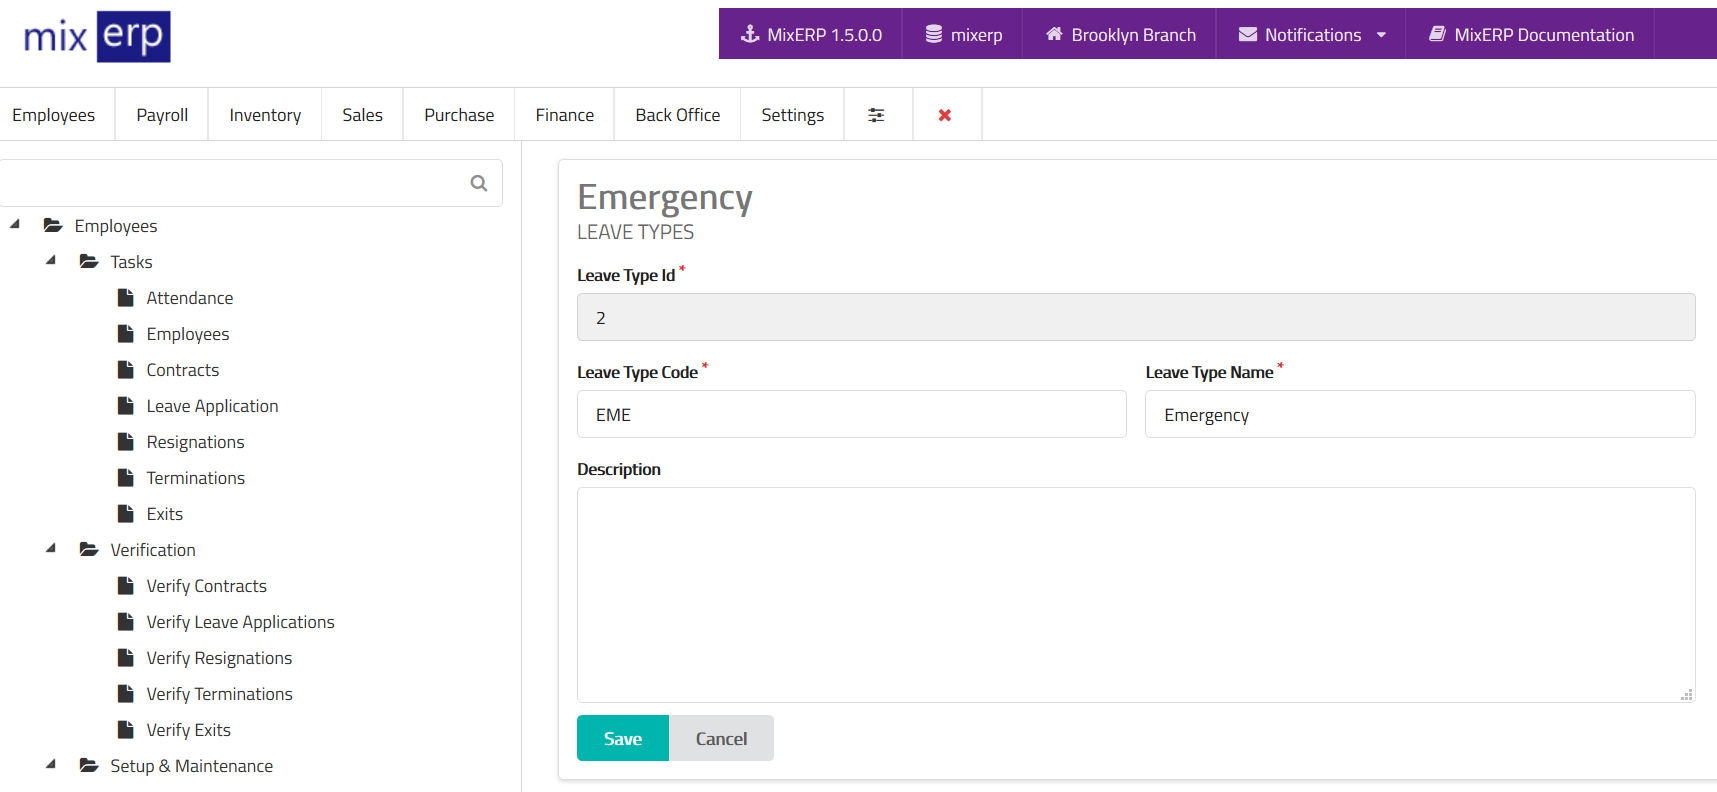 mix erp
MixERP 1.5.0.0 mixerp Brooklyn Branch Notifications MixERP Documentation
Employees Payroll Inventory Sales Purchase Finance Back Office Settings
Employees
Tasks
Attendance
Employees
Contracts
Leave Application
Resignations
Terminations
Exits
Verification
Verify Contracts
Verify Leave Applications
Verify Resignations
Verify Terminations
Verify Exits
Setup & Maintenance
Emergency
LEAVE TYPES
Leave Type Id *
2
Leave Type Code * Leave Type Name *
EME Emergency
Description
Save Cancel